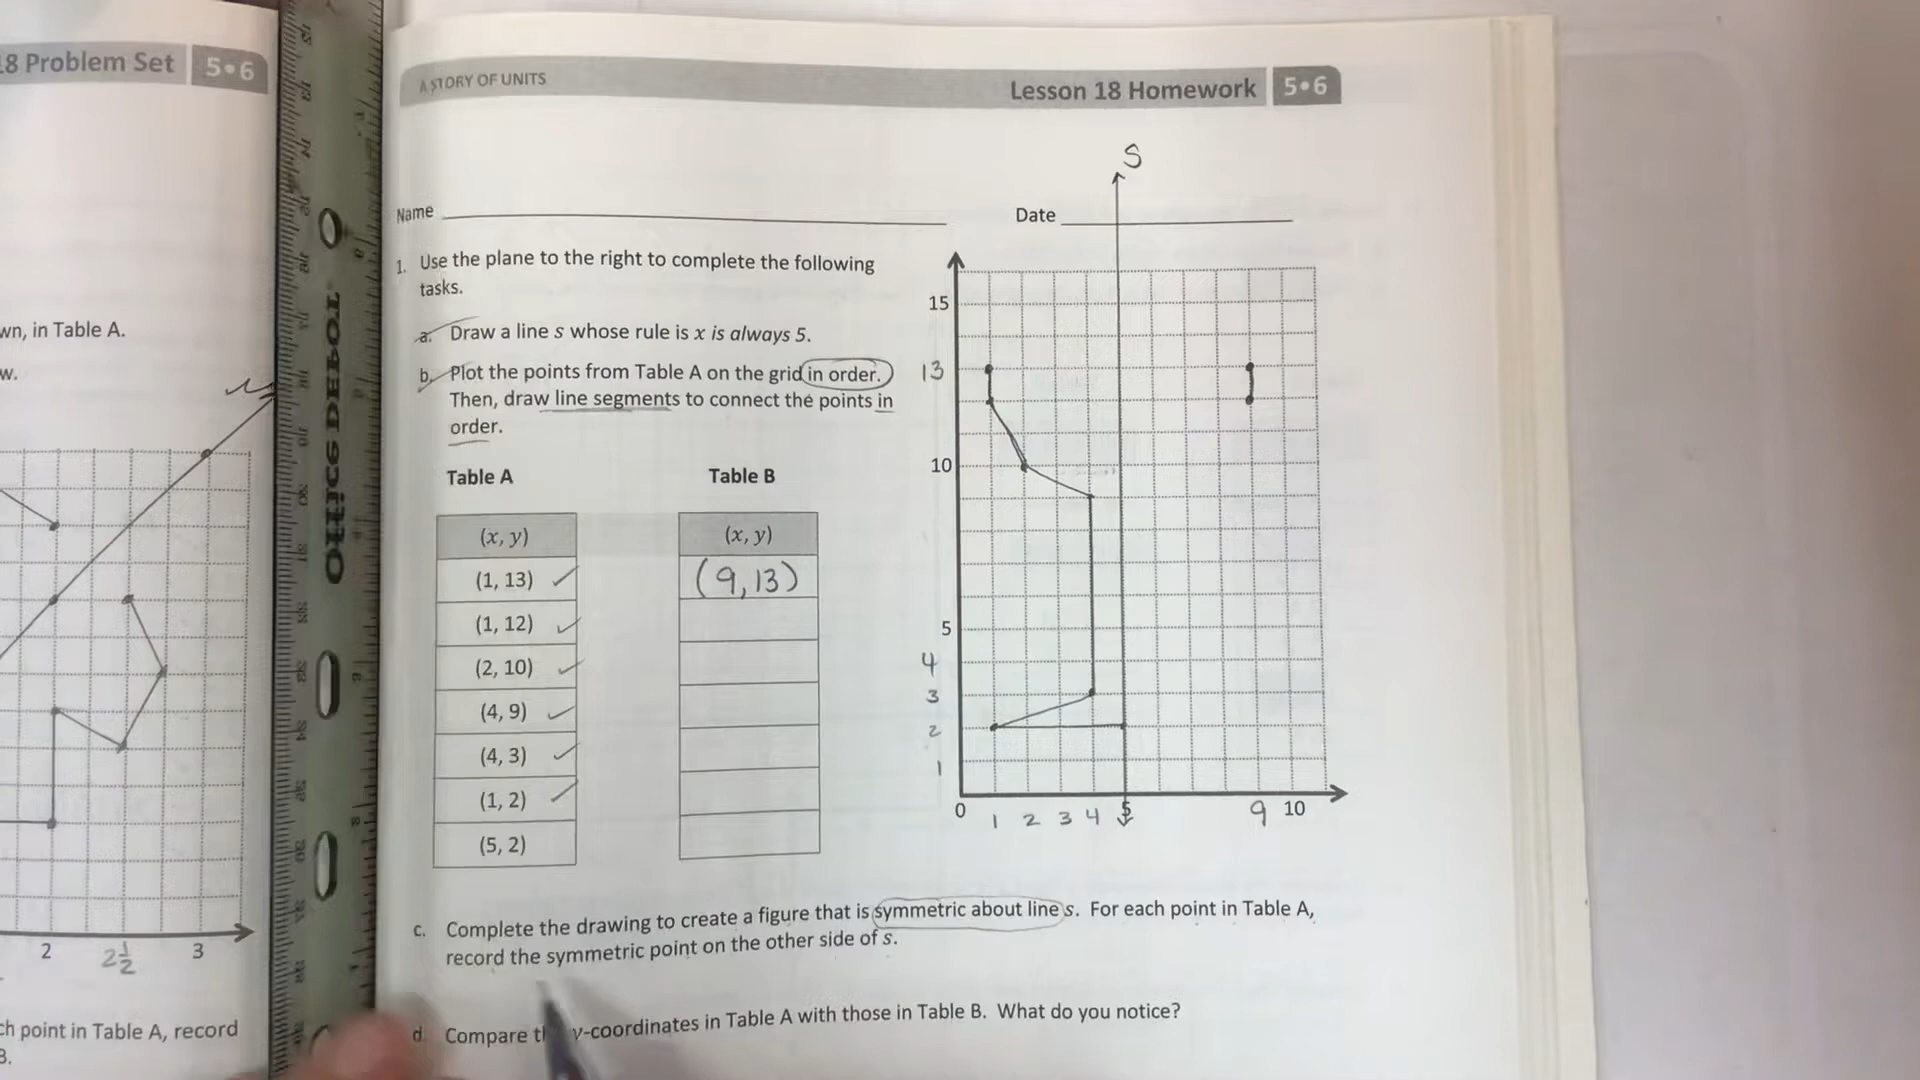 18 Problem Set 5•6
wn, in Table A.
w.
2 2½ 3
ch point in Table A, record
B.
OFFICE DEPOT
A STORY OF UNITS
Lesson 18 Homework 5•6
S
Name
Date
1. Use the plane to the right to complete the following
tasks.
a. Draw a line s whose rule is x is always 5.
b. Plot the points from Table A on the grid in order.
Then, draw line segments to connect the points in
order.
Table A Table B
(x, y) (x, y)
(1, 13) (9,13)
(1, 12)
(2, 10)
(4, 9)
(4, 3)
(1, 2)
(5, 2)
15
13
10
5
4
3
2
1
0 1 2 3 4 5 9 10
c. Complete the drawing to create a figure that is symmetric about line s. For each point in Table A,
record the symmetric point on the other side of s.
d. Compare y-coordinates in Table A with those in Table B. What do you notice?